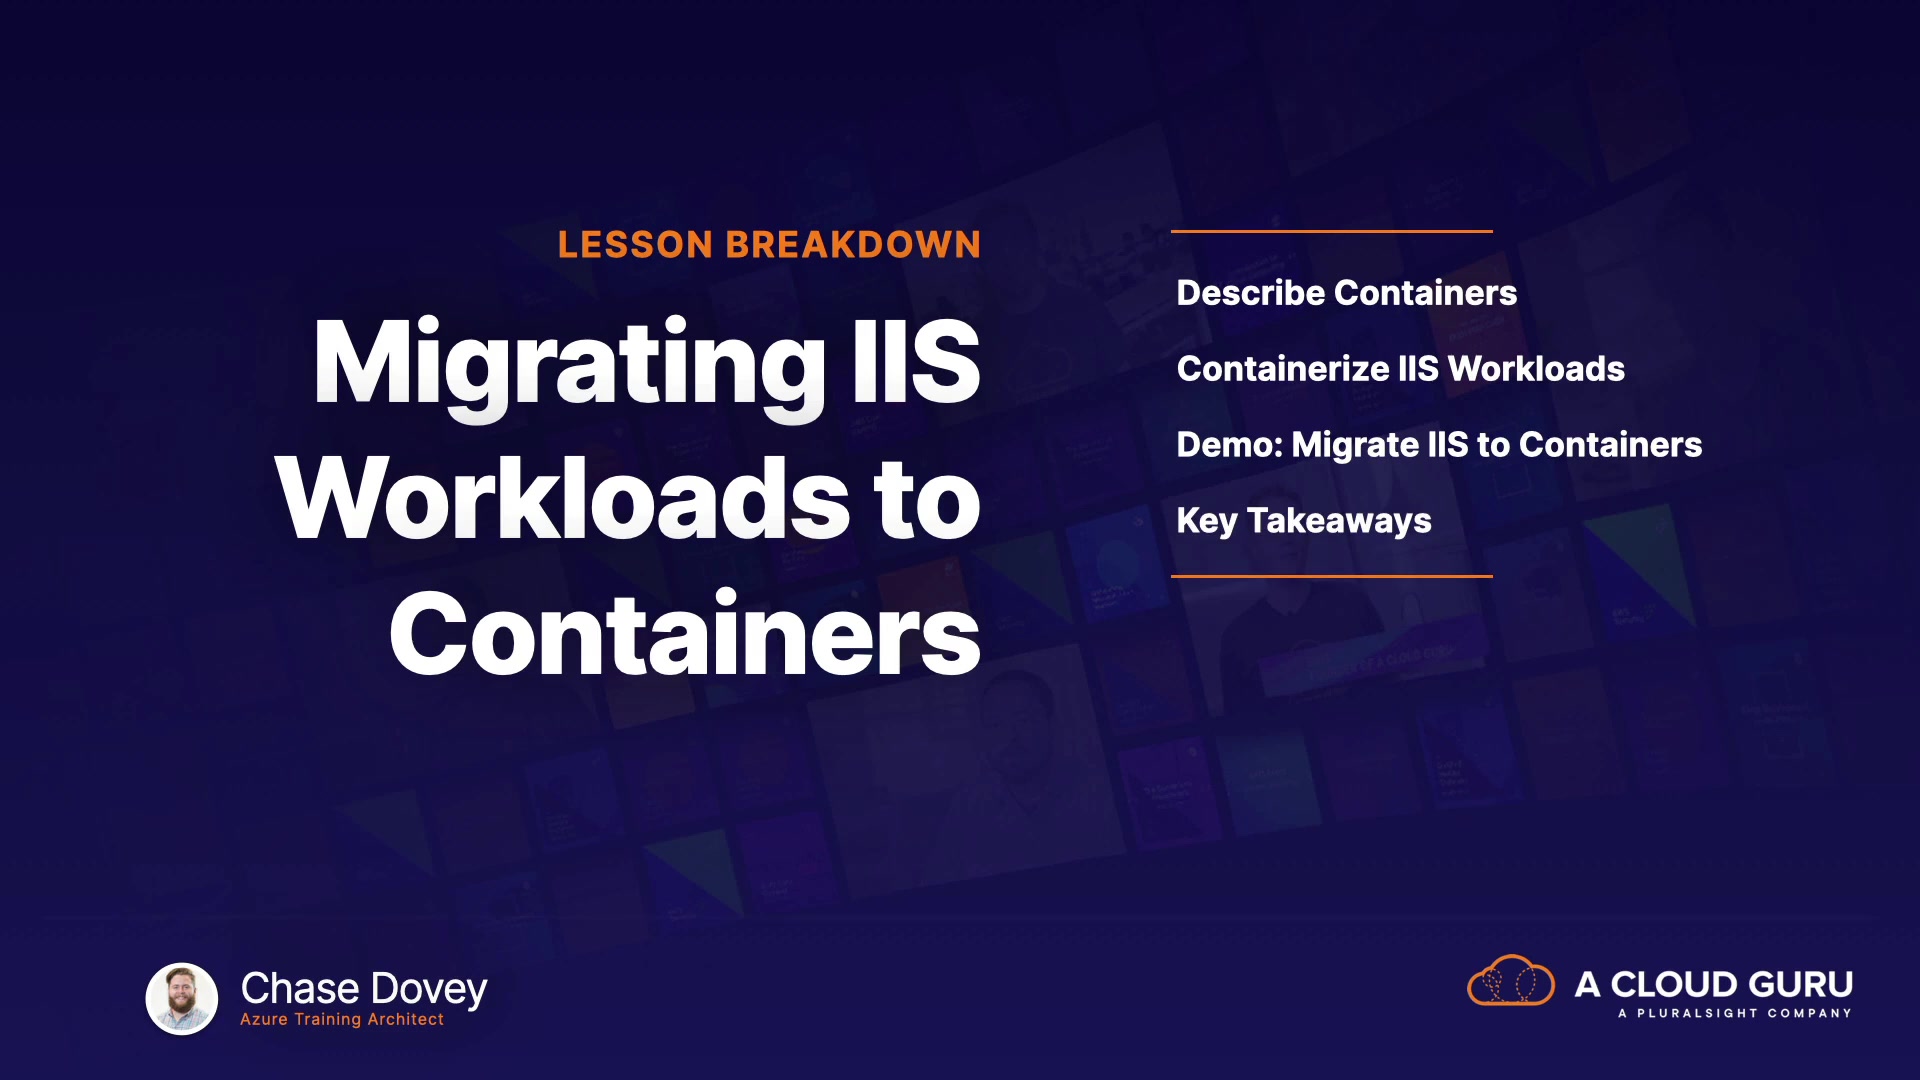 LESSON BREAKDOWN
Migrating IIS
Workloads to
Containers
Describe Containers
Containerize IIS Workloads
Demo: Migrate IIS to Containers
Key Takeaways
Chase Dovey
Azure Training Architect
A CLOUD GURU
A PLURALSIGHT COMPANY